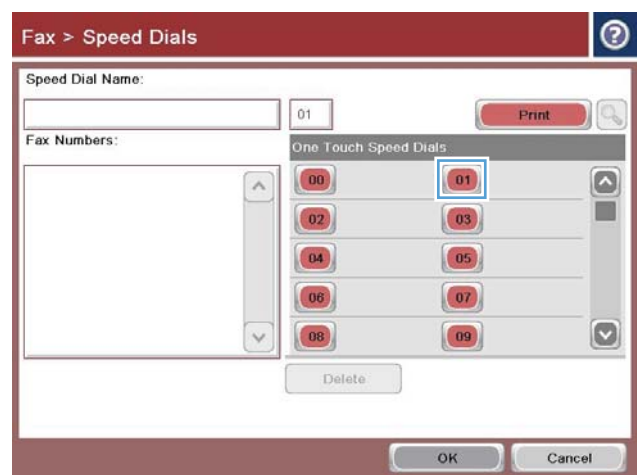 Fax > Speed Dials
?
Speed Dial Name:
01
Print
Fax Numbers:
One Touch Speed Dials
00 01
02 03
04 05
06 07
08 09
Delete
OK Cancel